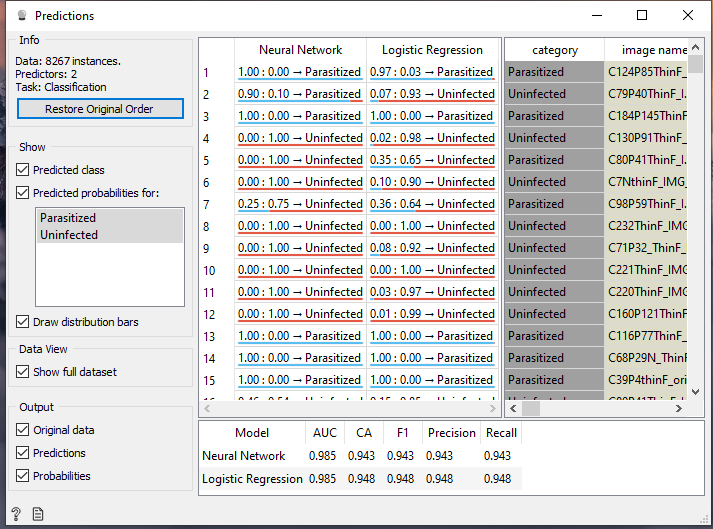 Predictions
Info
Data: 8267 instances.
Predictors: 2
Task: Classification
Restore Original Order
Show
Predicted class
Predicted probabilities for:
Parasitized
Uninfected
Draw distribution bars
Data View
Show full dataset
Output
Original data
Predictions
Probabilities
Neural Network Logistic Regression category image name
1 1.00 : 0.00 → Parasitized 0.97 : 0.03 → Parasitized Parasitized C124P85ThinF_
2 0.90 : 0.10 → Parasitized 0.07 : 0.93 → Uninfected Uninfected C79P40ThinF_I.
3 1.00 : 0.00 → Parasitized 1.00 : 0.00 → Parasitized Parasitized C184P145ThinF
4 0.00 : 1.00 → Uninfected 0.02 : 0.98 → Uninfected Uninfected C130P91ThinF_
5 0.00 : 1.00 → Uninfected 0.35 : 0.65 → Uninfected Parasitized C80P41ThinF_I.
6 0.00 : 1.00 → Uninfected 0.10 : 0.90 → Uninfected Uninfected C7NthinF_IMG_
7 0.25 : 0.75 → Uninfected 0.36 : 0.64 → Uninfected Parasitized C98P59ThinF_I.
8 0.00 : 1.00 → Uninfected 0.00 : 1.00 → Uninfected Uninfected C232ThinF_IMG
9 0.00 : 1.00 → Uninfected 0.08 : 0.92 → Uninfected Uninfected C71P32_ThinF_
10 0.00 : 1.00 → Uninfected 0.00 : 1.00 → Uninfected Uninfected C221ThinF_IMG
11 0.00 : 1.00 → Uninfected 0.03 : 0.97 → Uninfected Uninfected C220ThinF_IMG
12 0.00 : 1.00 → Uninfected 0.01 : 0.99 → Uninfected Uninfected C160P121ThinF
13 1.00 : 0.00 → Parasitized 1.00 : 0.00 → Parasitized Parasitized C116P77ThinF_
14 1.00 : 0.00 → Parasitized 1.00 : 0.00 → Parasitized Parasitized C68P29N_ThinF
15 1.00 : 0.00 → Parasitized 1.00 : 0.00 → Parasitized Parasitized C39P4thinF_ori
Model AUC CA F1 Precision Recall
Neural Network 0.985 0.943 0.943 0.943 0.943
Logistic Regression 0.985 0.948 0.948 0.948 0.948